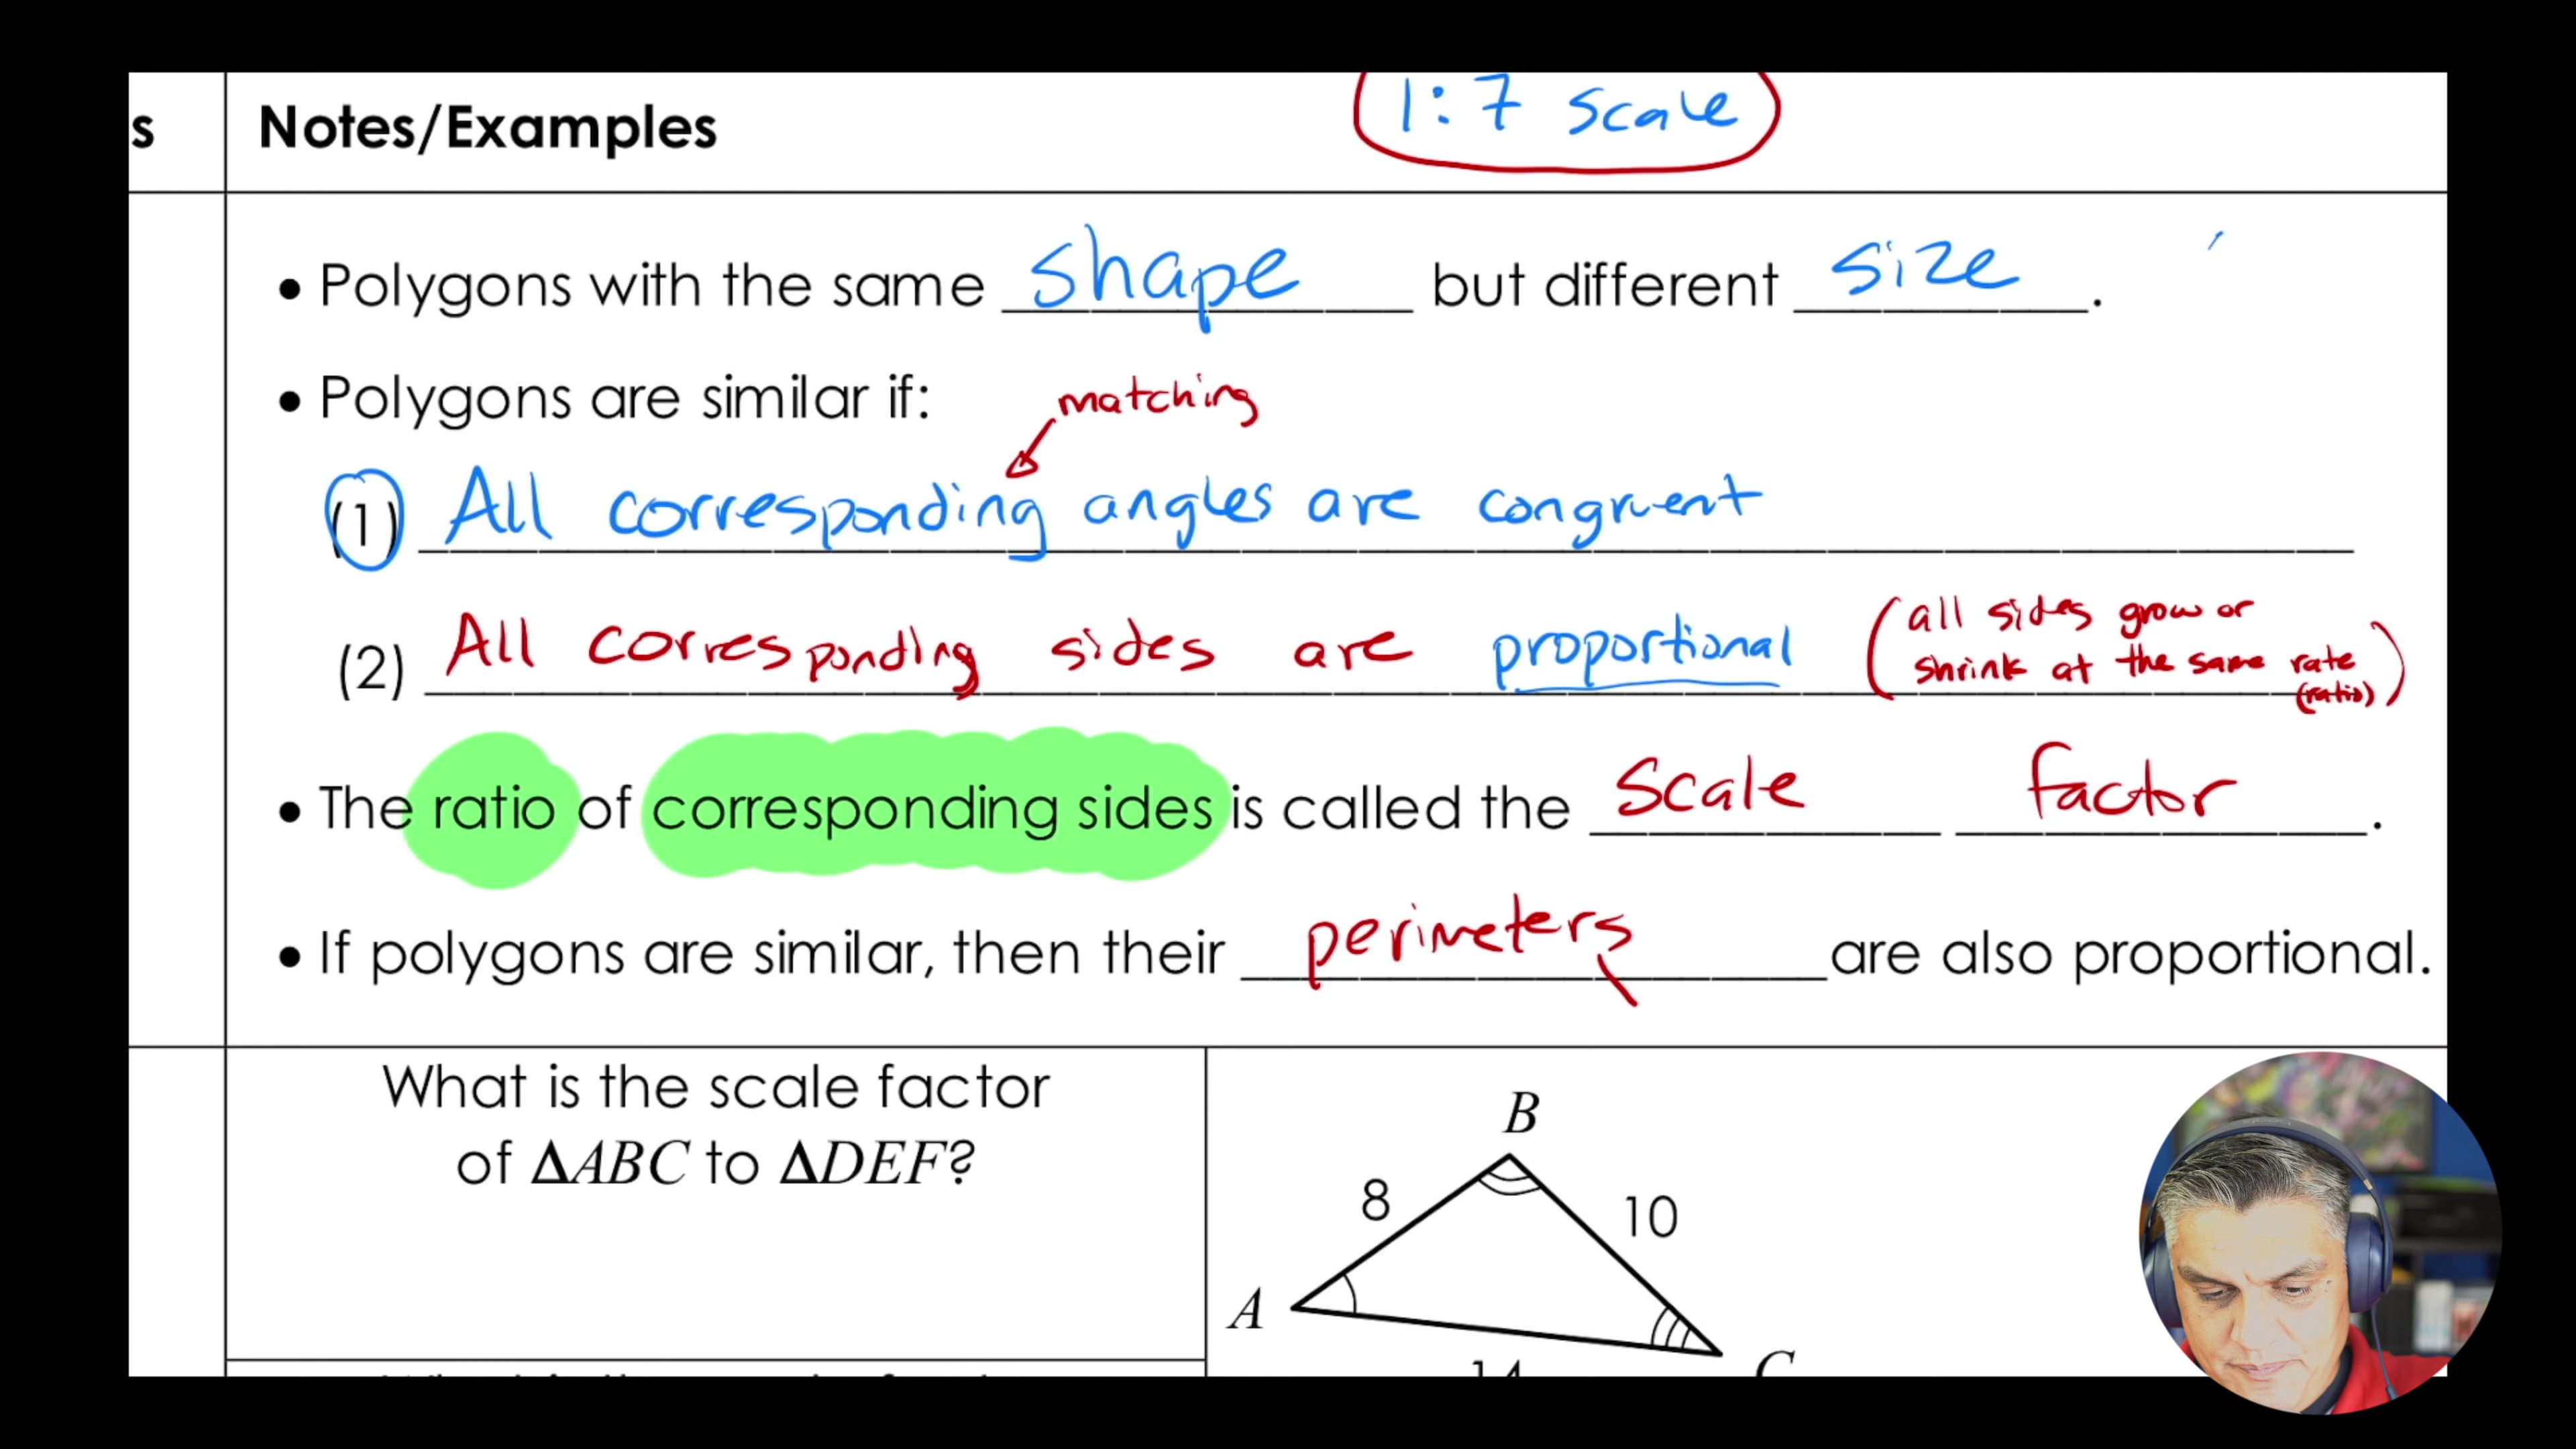 1:7 scale
s Notes/Examples
• Polygons with the same shape but different size.
• Polygons are similar if:
matching
(1) All corresponding angles are congruent
(2) All corresponding sides are proportional (all sides grow or
shrink at the same rate
(ratio))
• The ratio of corresponding sides is called the scale factor.
• If polygons are similar, then their perimeters are also proportional.
What is the scale factor
of ΔABC to ΔDEF?
B
8
10
A
14
C